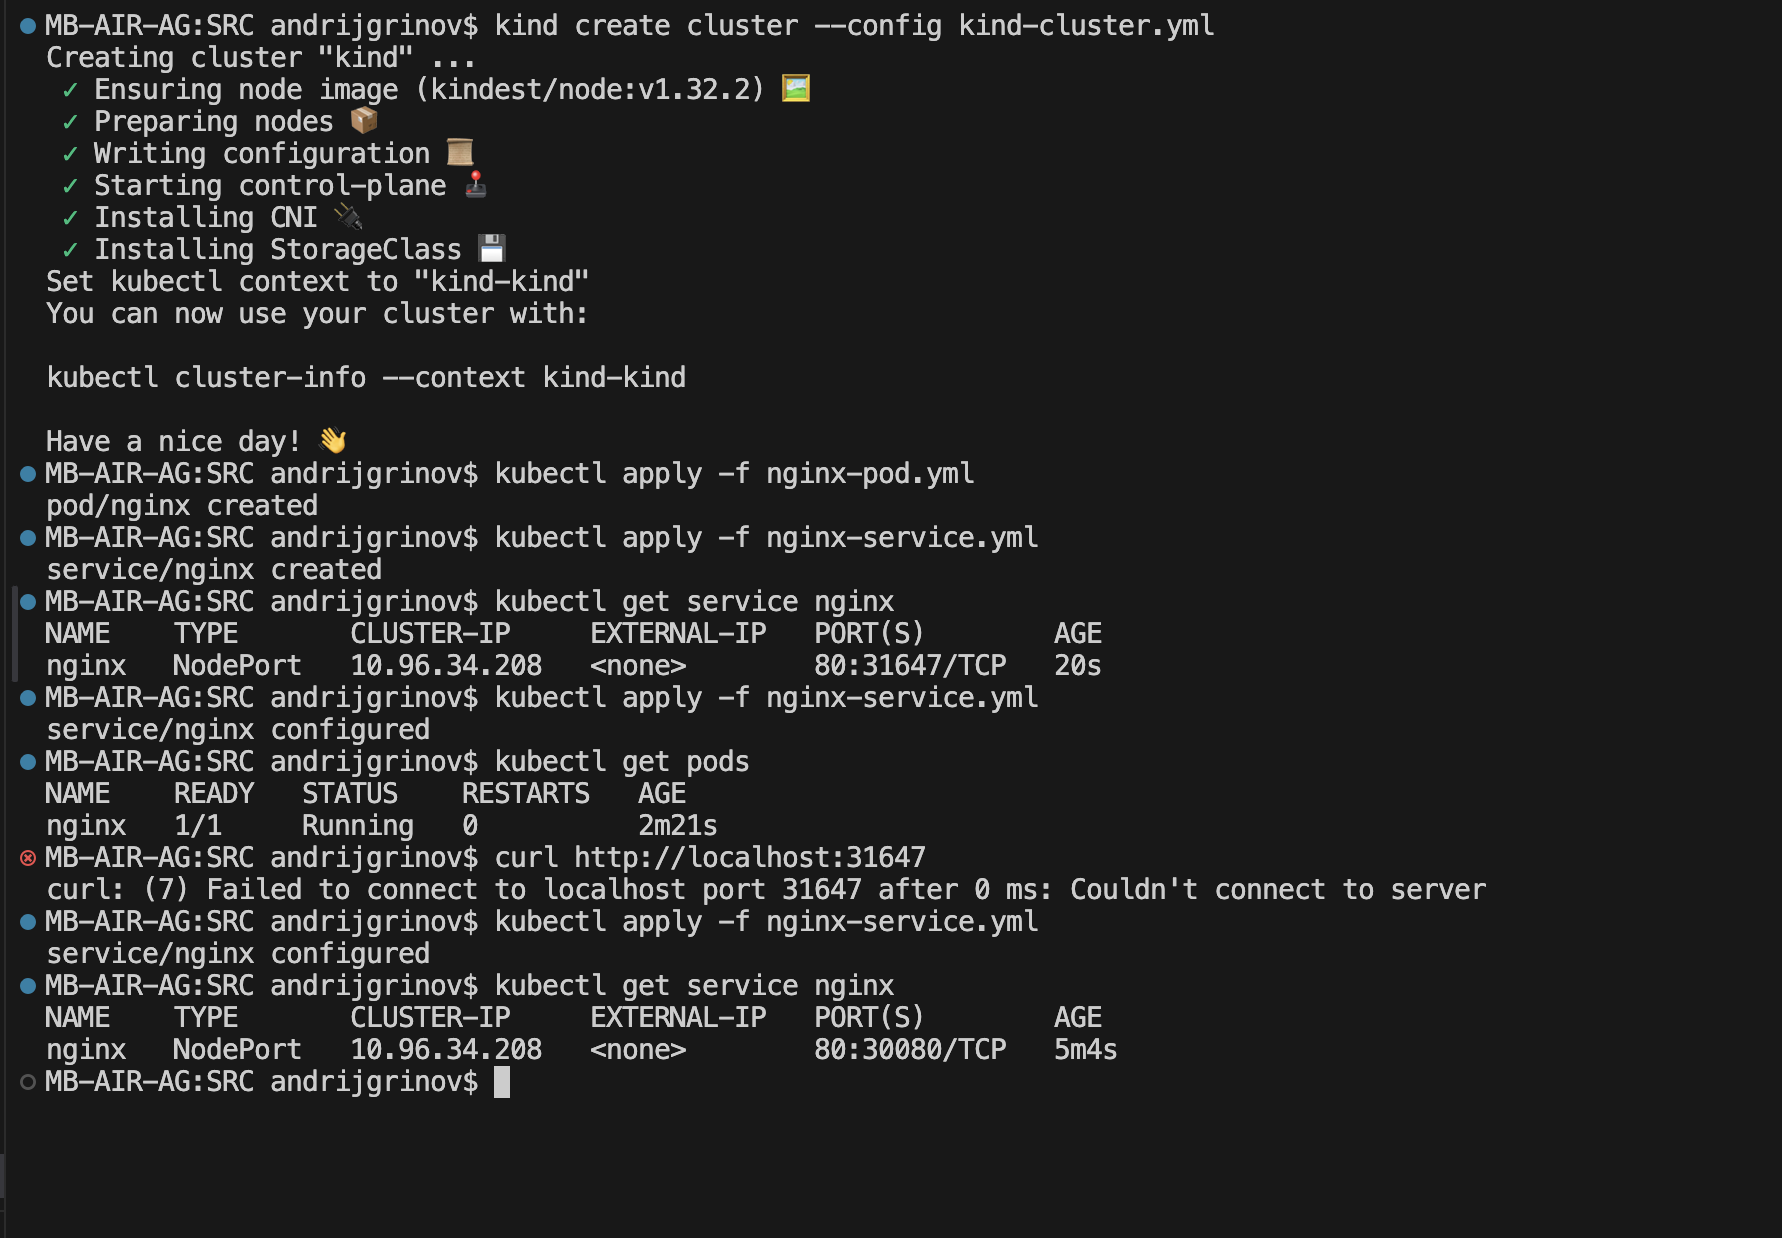 MB-AIR-AG:SRC andrijgrinov$ kind create cluster --config kind-cluster.yml
Creating cluster "kind" ...
✓ Ensuring node image (kindest/node:v1.32.2) 🖼
✓ Preparing nodes 📦
✓ Writing configuration 📜
✓ Starting control-plane 🕹️
✓ Installing CNI 🔌
✓ Installing StorageClass 💾
Set kubectl context to "kind-kind"
You can now use your cluster with:

kubectl cluster-info --context kind-kind

Have a nice day! 👋
MB-AIR-AG:SRC andrijgrinov$ kubectl apply -f nginx-pod.yml
pod/nginx created
MB-AIR-AG:SRC andrijgrinov$ kubectl apply -f nginx-service.yml
service/nginx created
MB-AIR-AG:SRC andrijgrinov$ kubectl get service nginx
NAME    TYPE       CLUSTER-IP     EXTERNAL-IP   PORT(S)        AGE
nginx   NodePort   10.96.34.208   <none>        80:31647/TCP   20s
MB-AIR-AG:SRC andrijgrinov$ kubectl apply -f nginx-service.yml
service/nginx configured
MB-AIR-AG:SRC andrijgrinov$ kubectl get pods
NAME    READY   STATUS    RESTARTS   AGE
nginx   1/1     Running   0          2m21s
MB-AIR-AG:SRC andrijgrinov$ curl http://localhost:31647
curl: (7) Failed to connect to localhost port 31647 after 0 ms: Couldn't connect to server
MB-AIR-AG:SRC andrijgrinov$ kubectl apply -f nginx-service.yml
service/nginx configured
MB-AIR-AG:SRC andrijgrinov$ kubectl get service nginx
NAME    TYPE       CLUSTER-IP     EXTERNAL-IP   PORT(S)        AGE
nginx   NodePort   10.96.34.208   <none>        80:30080/TCP   5m4s
MB-AIR-AG:SRC andrijgrinov$